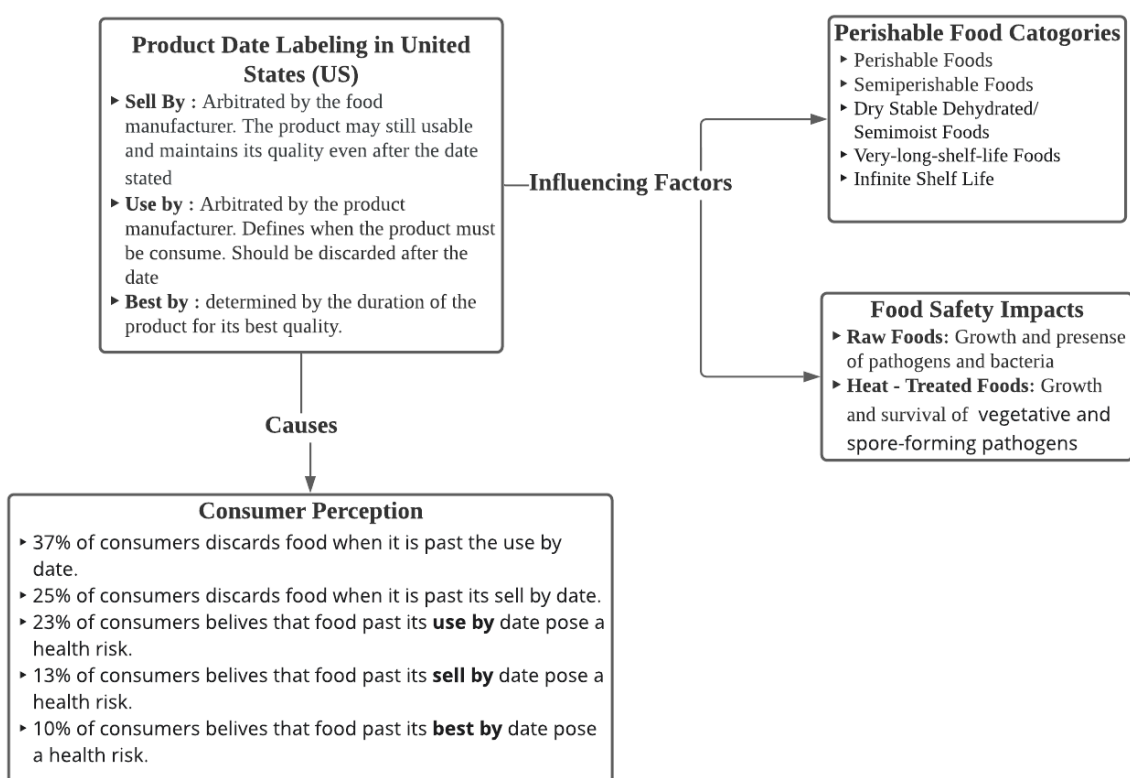 Product Date Labeling in United
States (US)
‣ Sell By : Arbitrated by the food
manufacturer. The product may still usable
and maintains its quality even after the date
stated
‣ Use by : Arbitrated by the product
manufacturer. Defines when the product must
be consume. Should be discarded after the
date
‣ Best by : determined by the duration of the
product for its best quality.
Influencing Factors
Perishable Food Catogories
‣ Perishable Foods
‣ Semiperishable Foods
‣ Dry Stable Dehydrated/
Semimoist Foods
‣ Very-long-shelf-life Foods
‣ Infinite Shelf Life
Food Safety Impacts
‣ Raw Foods: Growth and presense
of pathogens and bacteria
‣ Heat - Treated Foods: Growth
and survival of vegetative and
spore-forming pathogens
Causes
Consumer Perception
‣ 37% of consumers discards food when it is past the use by
date.
‣ 25% of consumers discards food when it is past its sell by date.
‣ 23% of consumers belives that food past its use by date pose a
health risk.
‣ 13% of consumers belives that food past its sell by date pose a
health risk.
‣ 10% of consumers belives that food past its best by date pose
a health risk.